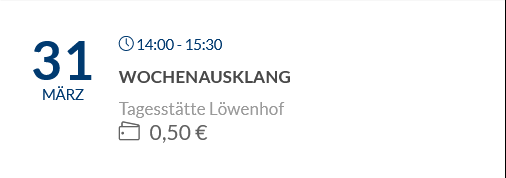 31
MÄRZ
14:00 - 15:30
WOCHENAUSKLANG
Tagesstätte Löwenhof
0,50 €